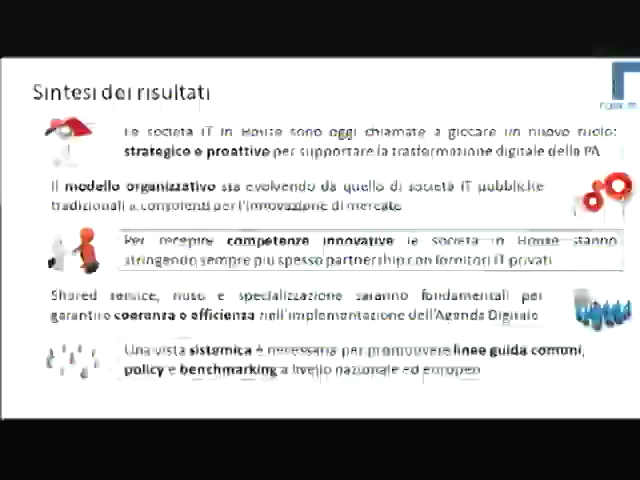 Sintesi dei risultati
Le società IT in House sono oggi chiamate a giocare un nuovo ruolo:
strategico e proattivo per supportare la trasformazione digitale della PA
Il modello organizzativo sta evolvendo da quello di società IT pubbliche
tradizionali a competence per l'innovazione di mercato
Per recepire competenze innovative le società in House stanno
stringendo sempre più spesso partnership con fornitori IT privati
Shared service, riuso e specializzazione saranno fondamentali per
garantire coerenza e efficienza nell'implementazione dell'Agenda Digitale
Una vista sistemica è necessaria per promuovere linee guida comuni,
policy e benchmarking a livello nazionale ed europeo